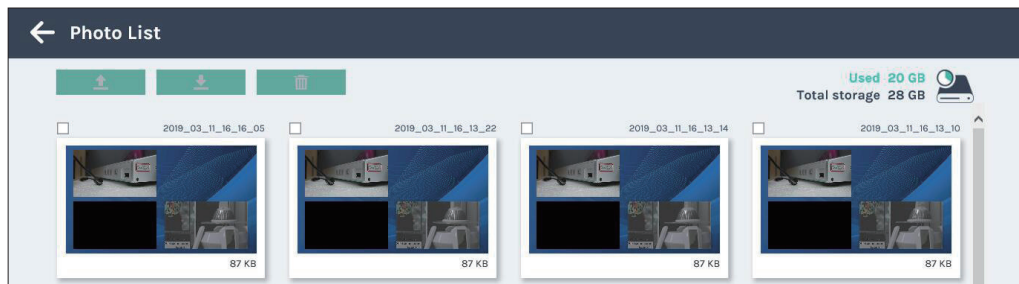 Photo List
Used 20 GB
Total storage 28 GB
2019_03_11_16_16_05
2019_03_11_16_13_22
2019_03_11_16_13_14
2019_03_11_16_13_10
87 KB
87 KB
87 KB
87 KB